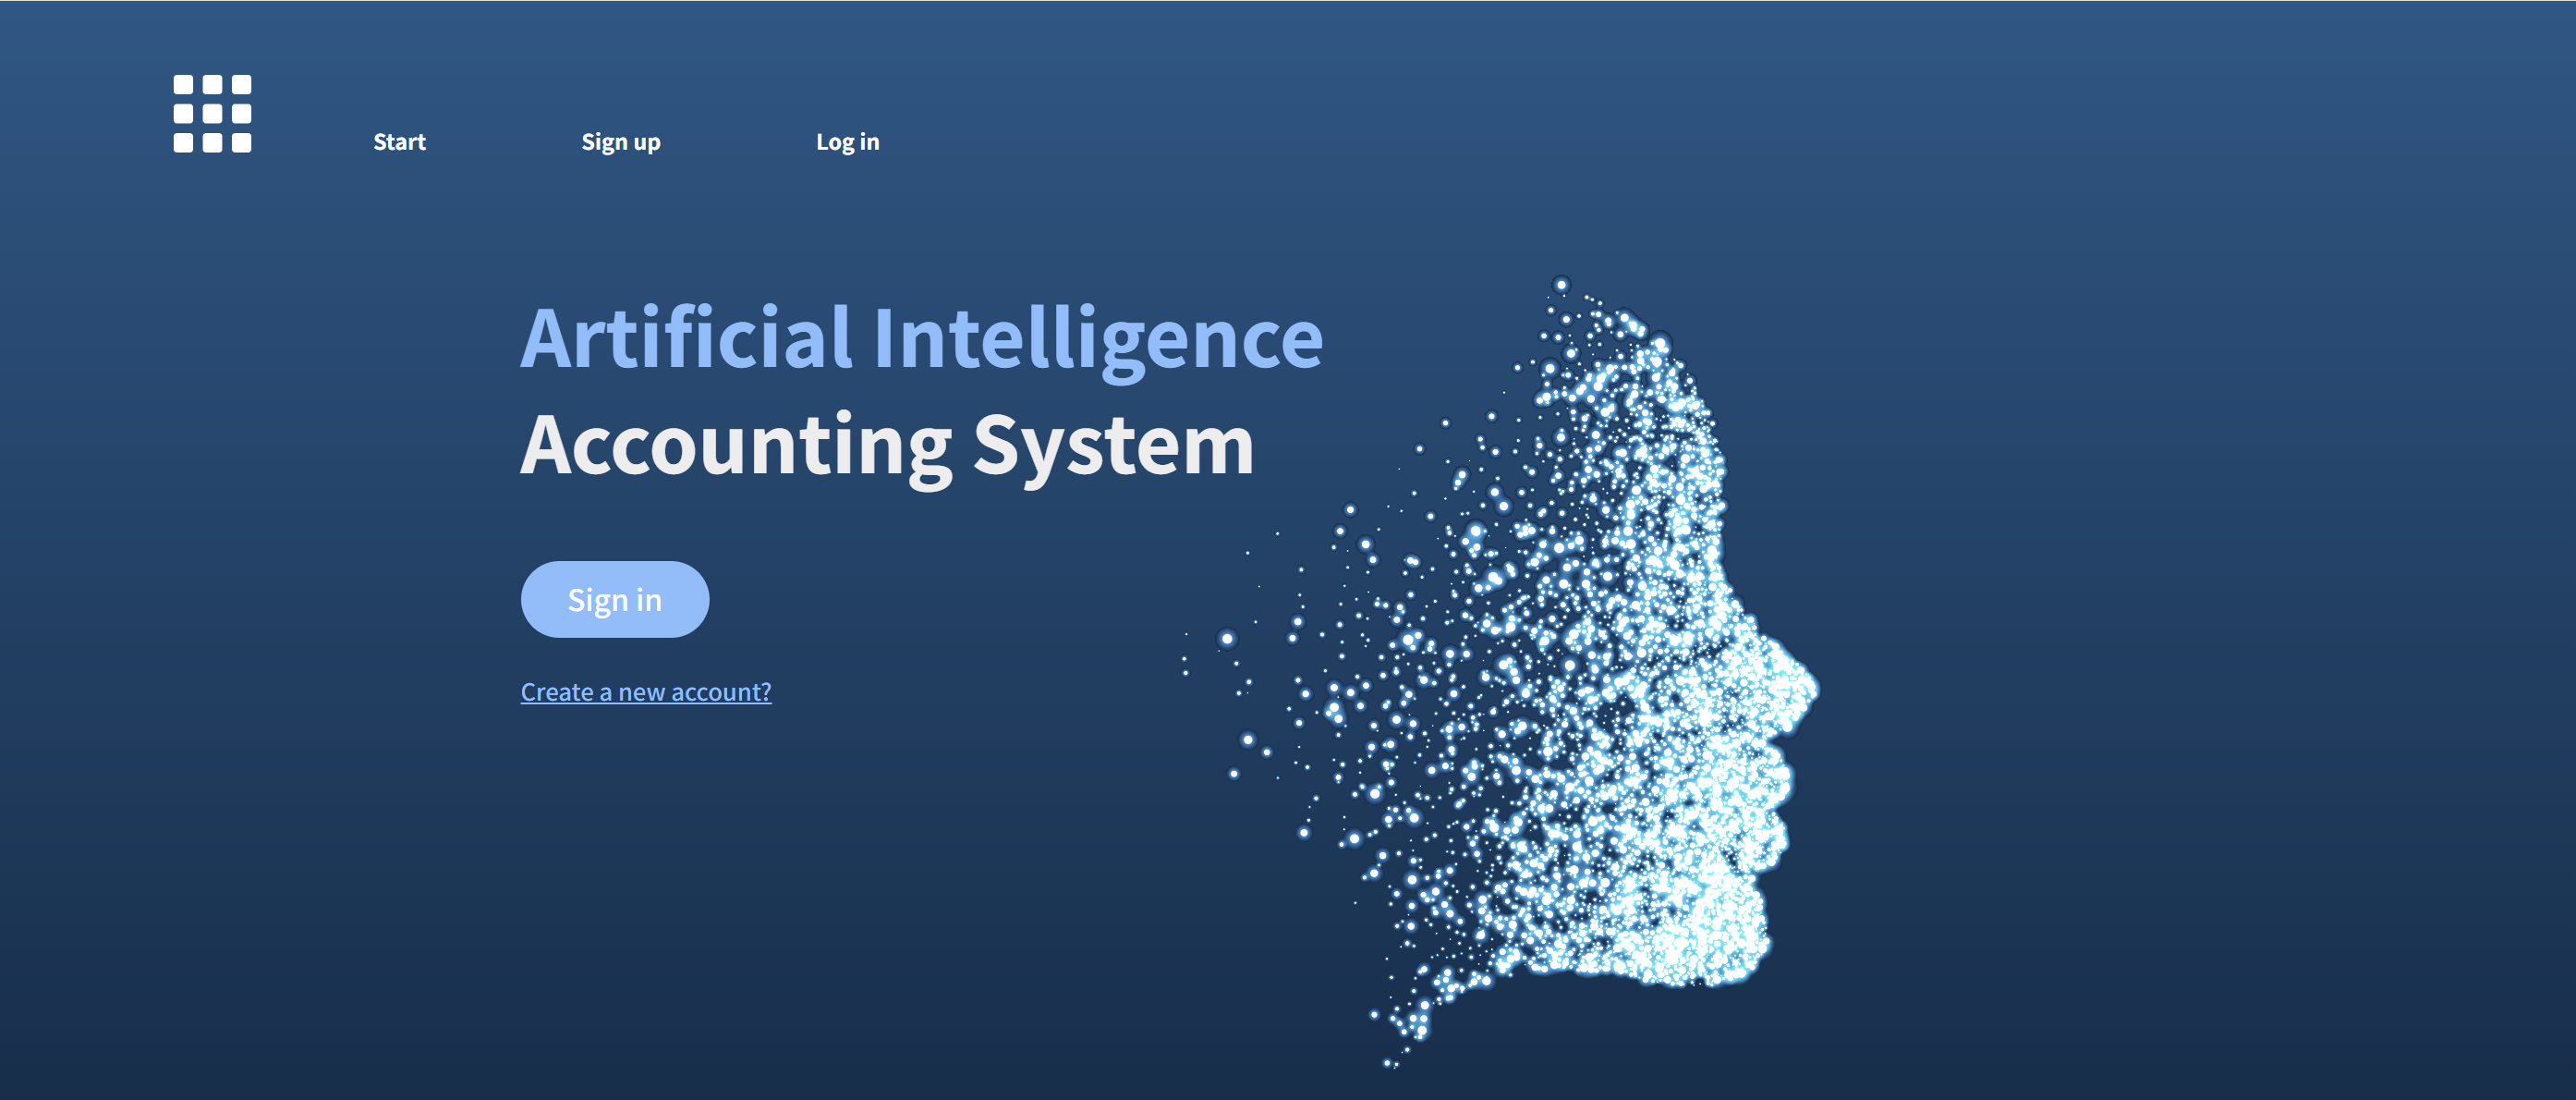 Start Sign up Log in
Artificial Intelligence
Accounting System
Sign in
Create a new account?